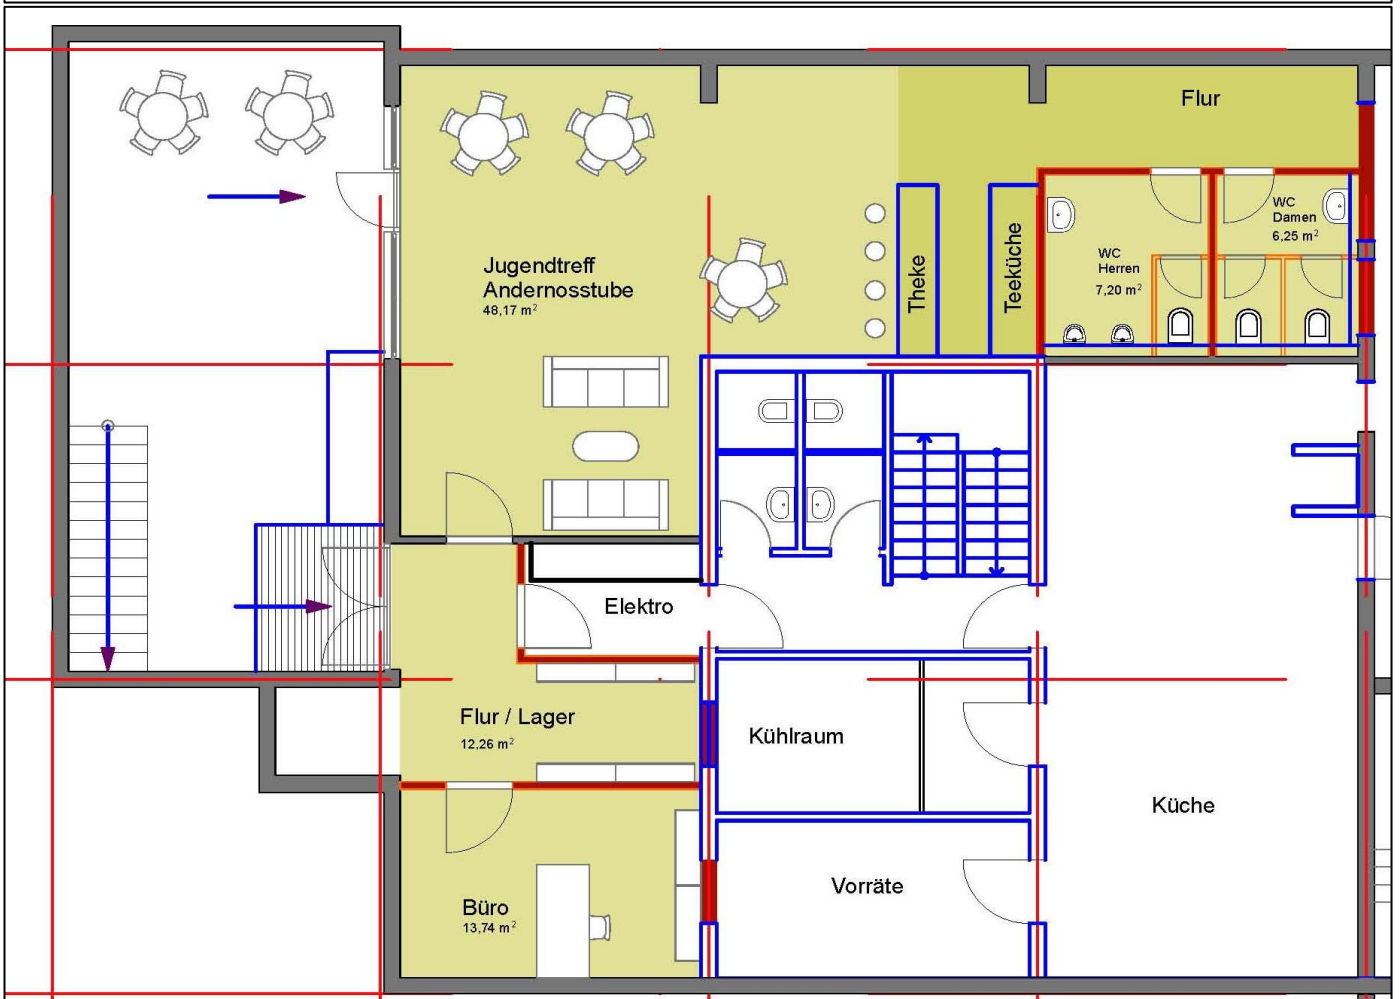 Flur
WC
Damen
6,25 m²
WC
Herren
7,20 m²
Jugendtreff
Andernosstube
48,17 m²
Theke
Teeküche
Elektro
Flur / Lager
12,26 m²
Kühlraum
Küche
Vorräte
Büro
13,74 m²